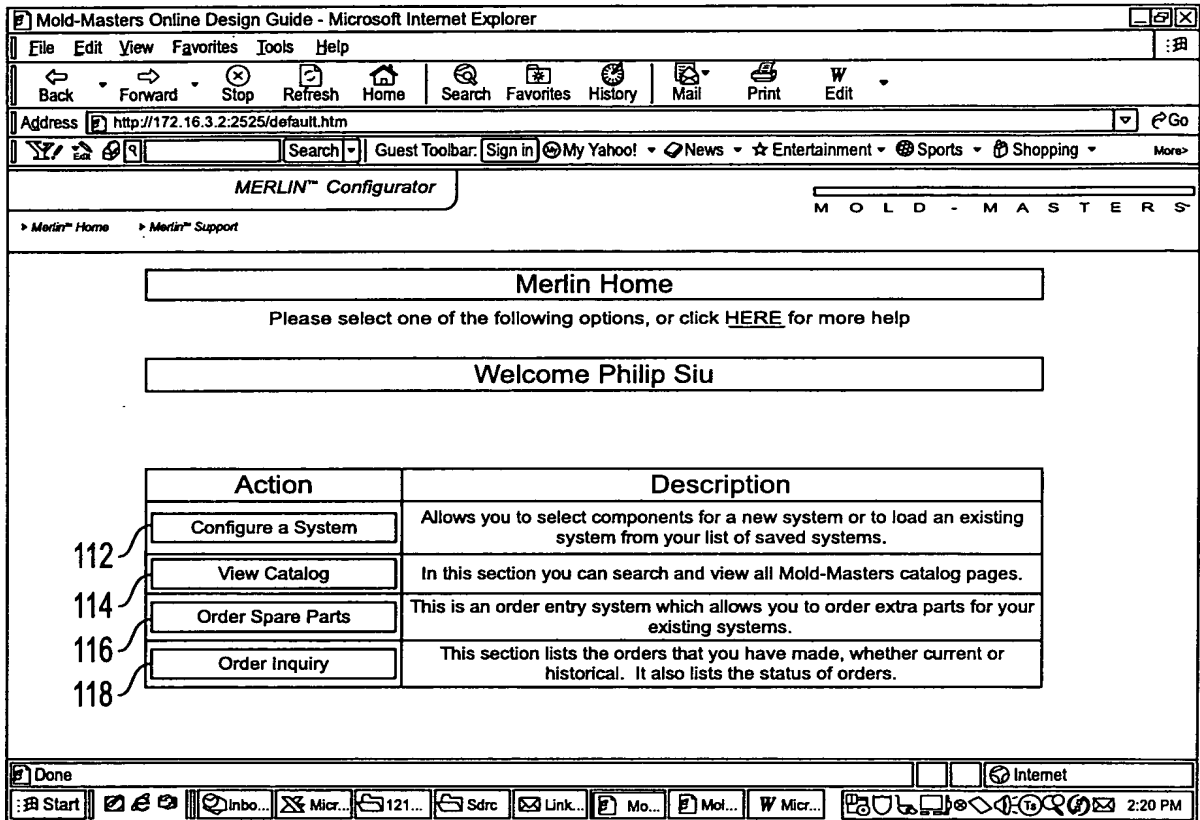 Mold-Masters Online Design Guide - Microsoft Internet Explorer
File Edit View Favorites Tools Help
Back Forward Stop Refresh Home Search Favorites History Mail Print Edit
Address http://172.16.3.2:2525/default.htm Go
Search Guest Toolbar: Sign in My Yahoo! News Entertainment Sports Shopping More>
MERLIN™ Configurator
MOLD-MASTERS
Merlin™ Home Merlin™ Support
Merlin Home
Please select one of the following options, or click HERE for more help
Welcome Philip Siu
Action Description
112 Configure a System Allows you to select components for a new system or to load an existing
system from your list of saved systems.
114 View Catalog In this section you can search and view all Mold-Masters catalog pages.
116 Order Spare Parts This is an order entry system which allows you to order extra parts for your
existing systems.
118 Order Inquiry This section lists the orders that you have made, whether current or
historical. It also lists the status of orders.
Done Internet
Start Inbo... Micr... 121... Sdrc Link... Mo... Mol... Micr... 2:20 PM